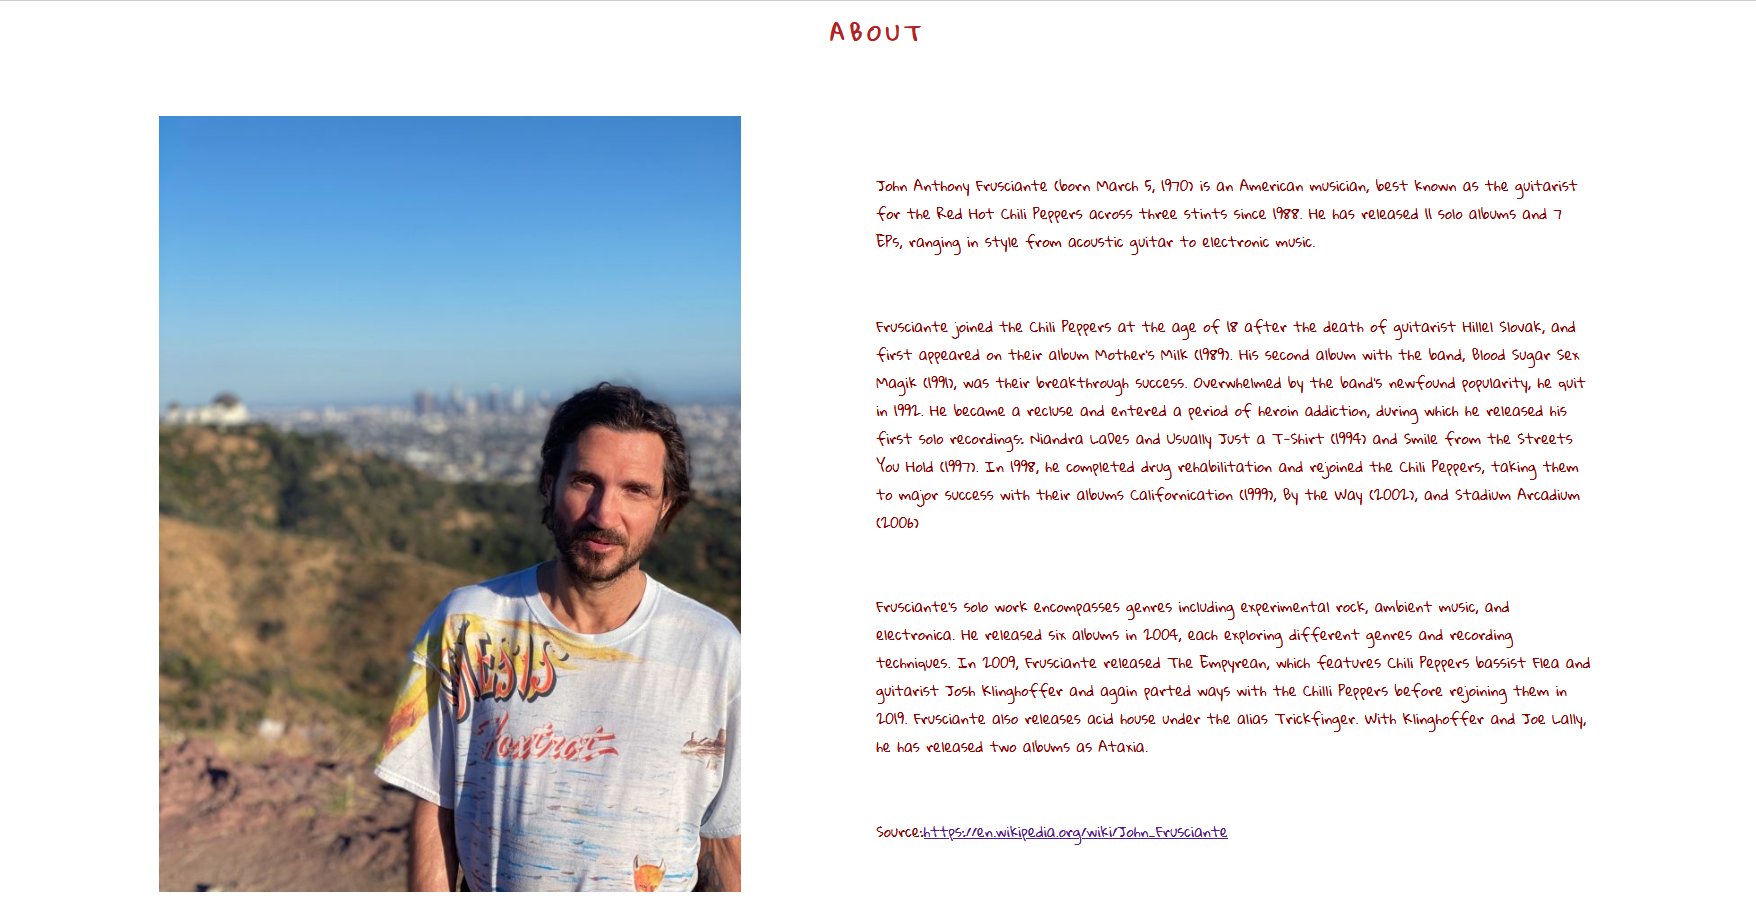 ABOUT
John Anthony Frusciante (born March 5, 1970) is an American musician, best known as the guitarist
for the Red Hot Chili Peppers across three stints since 1988. He has released 11 solo albums and 7
EPs, ranging in style from acoustic guitar to electronic music.
Frusciante joined the Chili Peppers at the age of 18 after the death of guitarist Hillel Slovak, and
first appeared on their album Mother's Milk (1989). His second album with the band, Blood Sugar Sex
Magik (1991), was their breakthrough success. Overwhelmed by the band's newfound popularity, he quit
in 1992. He became a recluse and entered a period of heroin addiction, during which he released his
first solo recordings: Niandra LaDes and Usually Just a T-Shirt (1994) and Smile from the Streets
You Hold (1997). In 1998, he completed drug rehabilitation and rejoined the Chili Peppers, taking them
to major success with their albums Californication (1999), By the Way (2002), and Stadium Arcadium
(2006)
Frusciante's solo work encompasses genres including experimental rock, ambient music, and
electronica. He released six albums in 2004, each exploring different genres and recording
techniques. In 2009, Frusciante released The Empyrean, which features Chili Peppers bassist Flea and
guitarist Josh Klinghoffer and again parted ways with the Chilli Peppers before rejoining them in
2019. Frusciante also releases acid house under the alias Trickfinger. With Klinghoffer and Joe Lally,
he has released two albums as Ataxia.
Source:https://en.wikipedia.org/wiki/John_Frusciante
GENESIS
Foxtrot